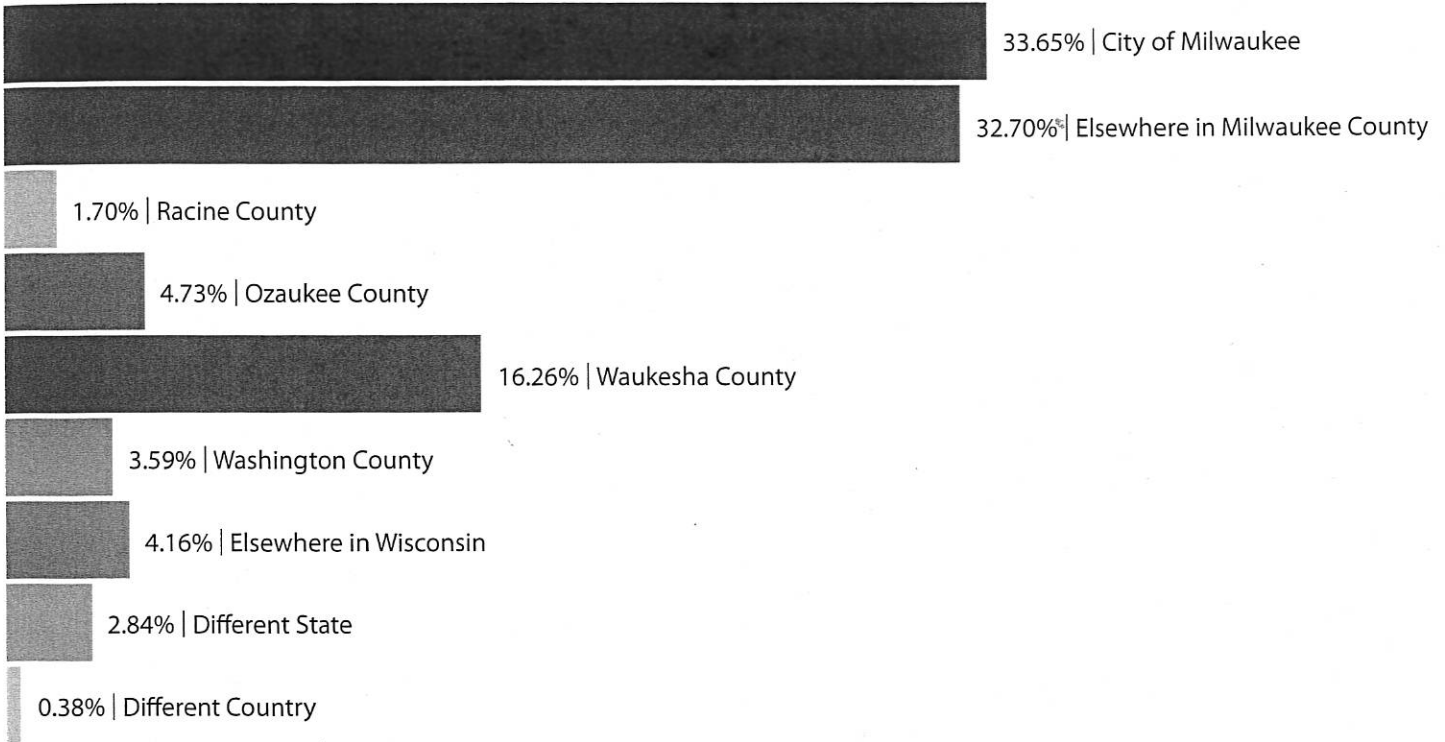 33.65% | City of Milwaukee
32.70% | Elsewhere in Milwaukee County
1.70% | Racine County
4.73% | Ozaukee County
16.26% | Waukesha County
3.59% | Washington County
4.16% | Elsewhere in Wisconsin
2.84% | Different State
0.38% | Different Country